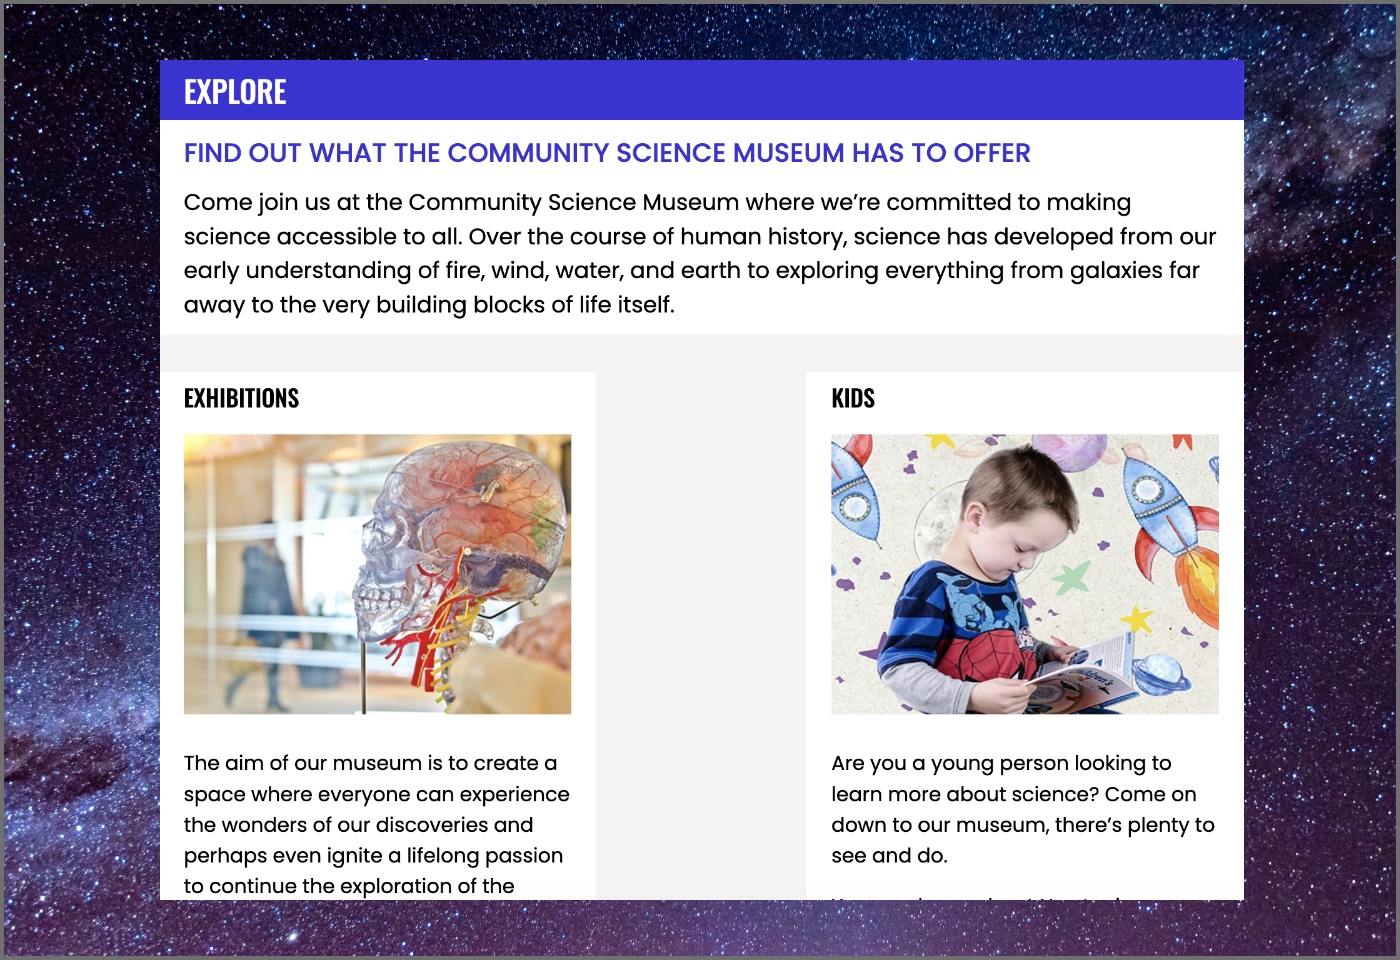 EXPLORE
FIND OUT WHAT THE COMMUNITY SCIENCE MUSEUM HAS TO OFFER
Come join us at the Community Science Museum where we’re committed to making
science accessible to all. Over the course of human history, science has developed from our
early understanding of fire, wind, water, and earth to exploring everything from galaxies far
away to the very building blocks of life itself.
EXHIBITIONS
The aim of our museum is to create a
space where everyone can experience
the wonders of our discoveries and
perhaps even ignite a lifelong passion
to continue the exploration of the
KIDS
Are you a young person looking to
learn more about science? Come on
down to our museum, there’s plenty to
see and do.